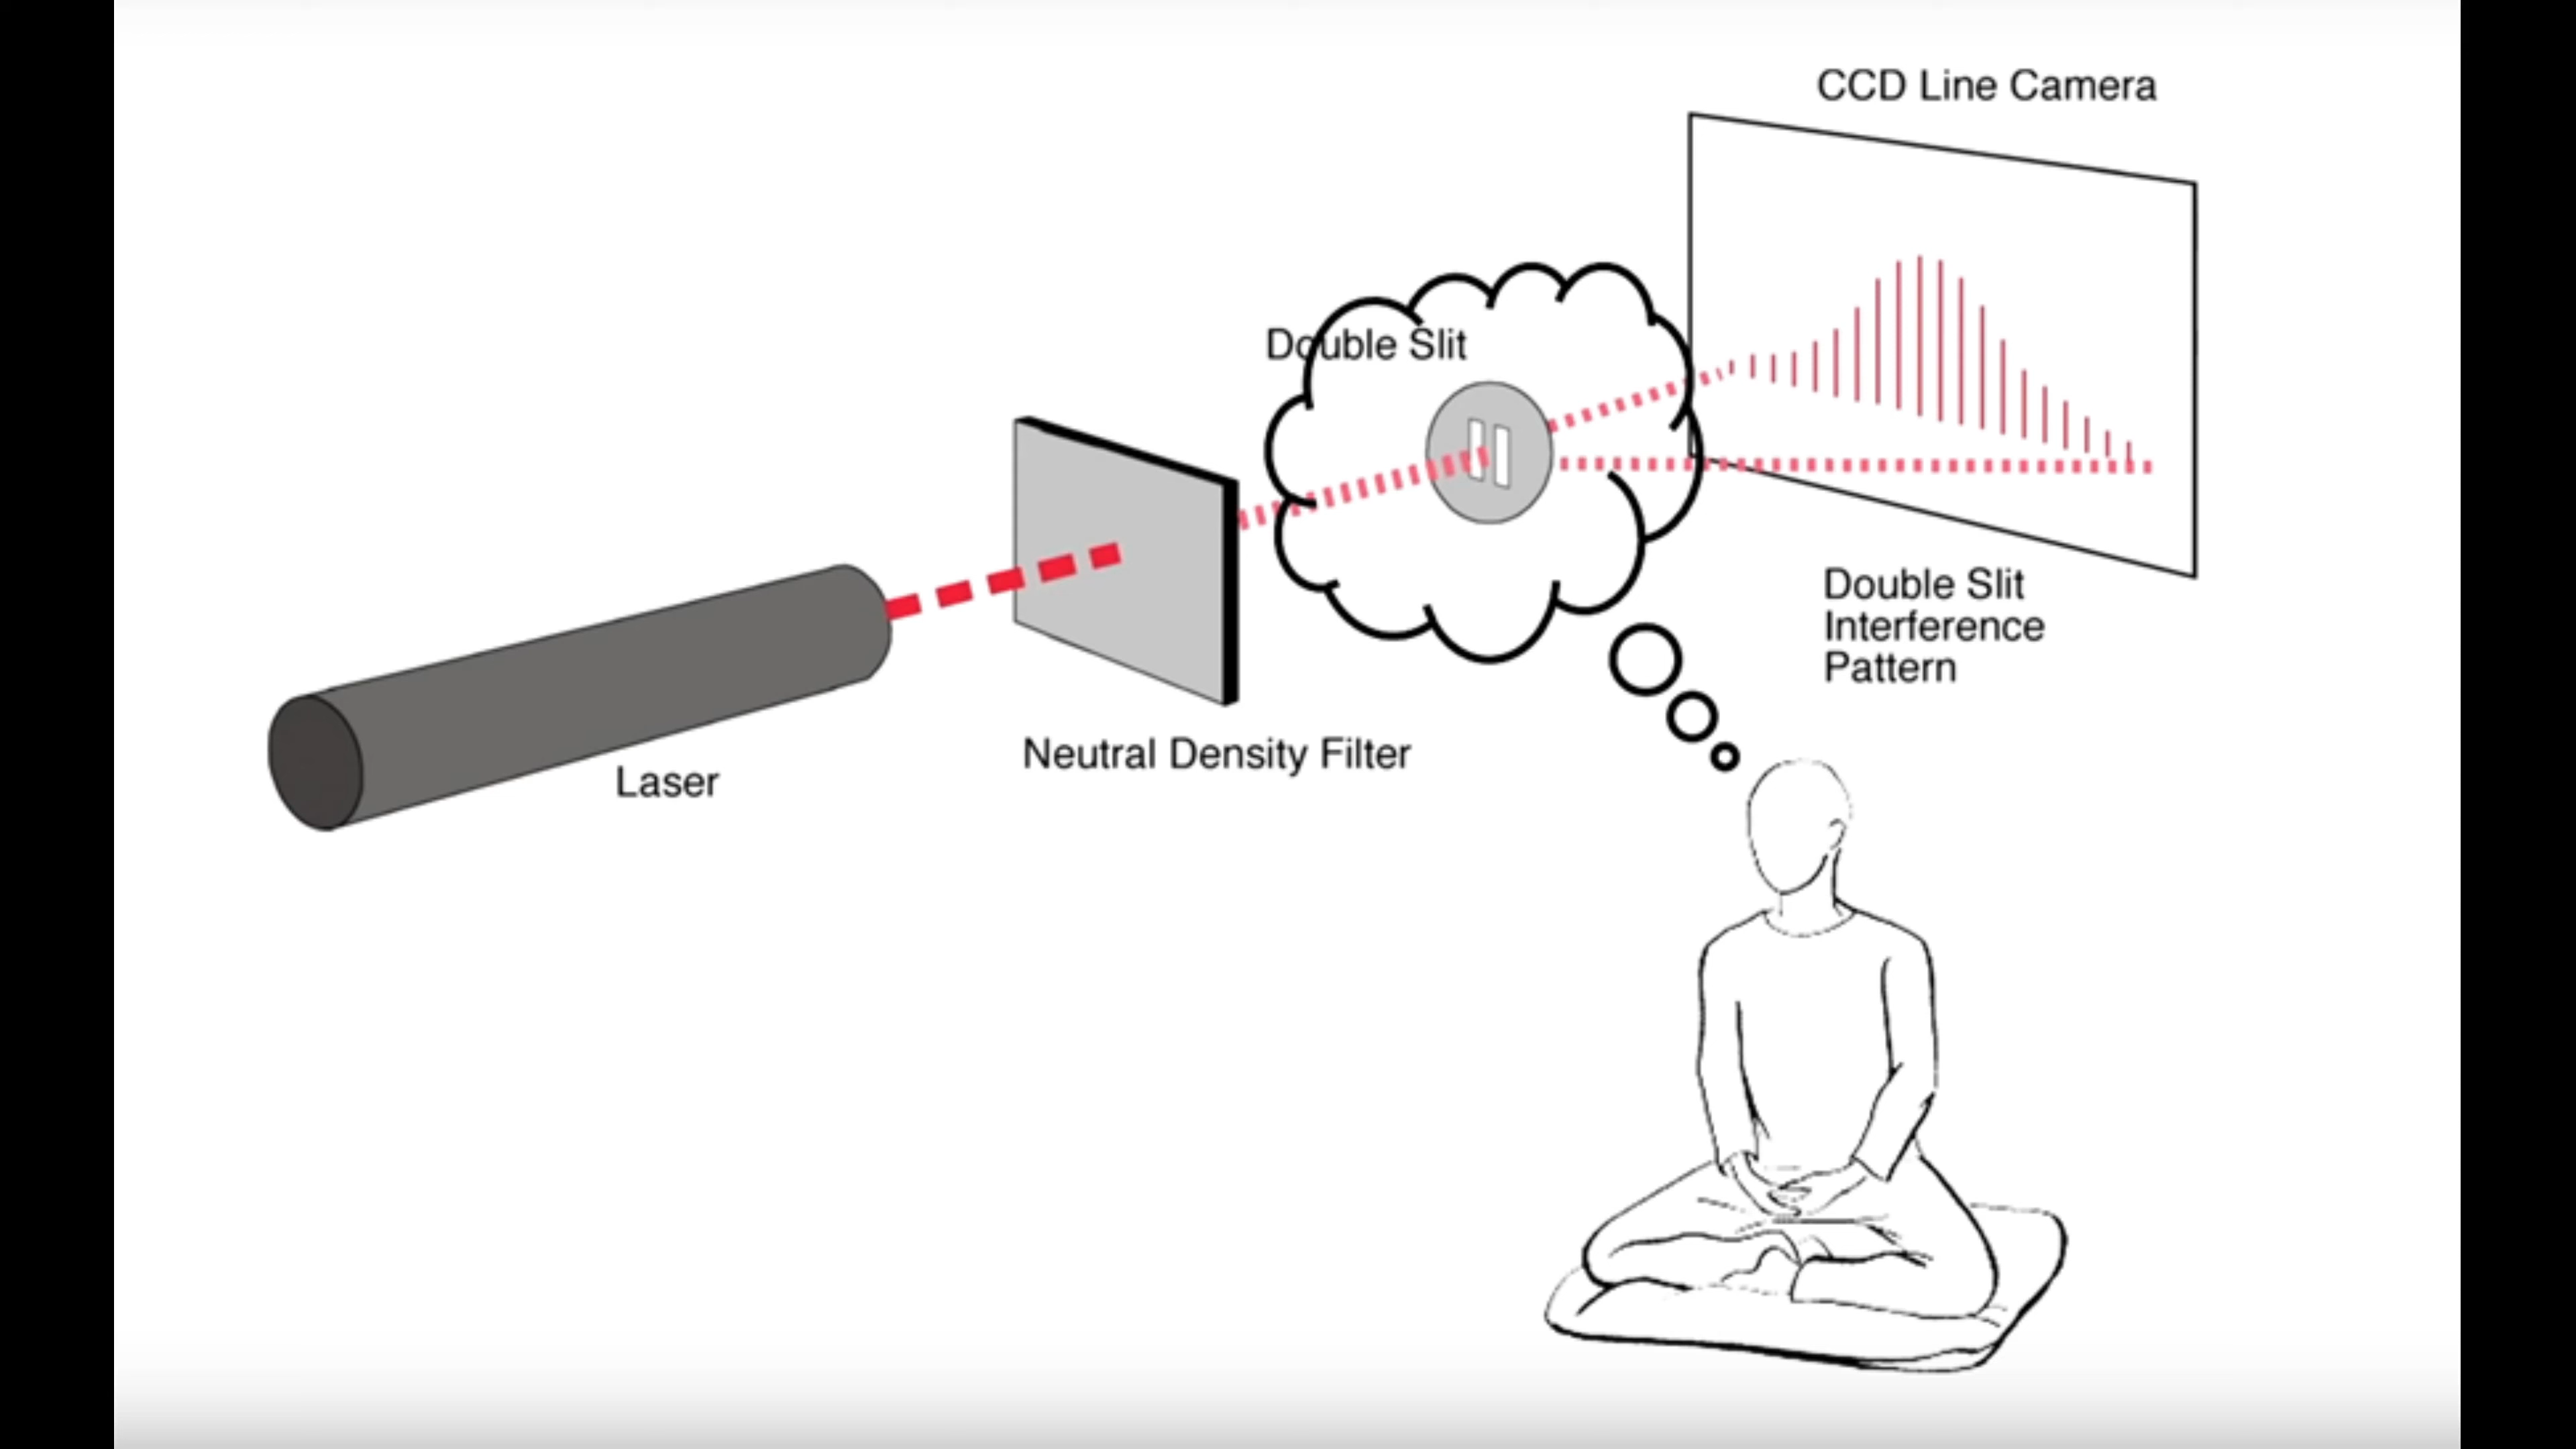 CCD Line Camera
Double Slit
Double Slit
Interference
Pattern
Neutral Density Filter
Laser